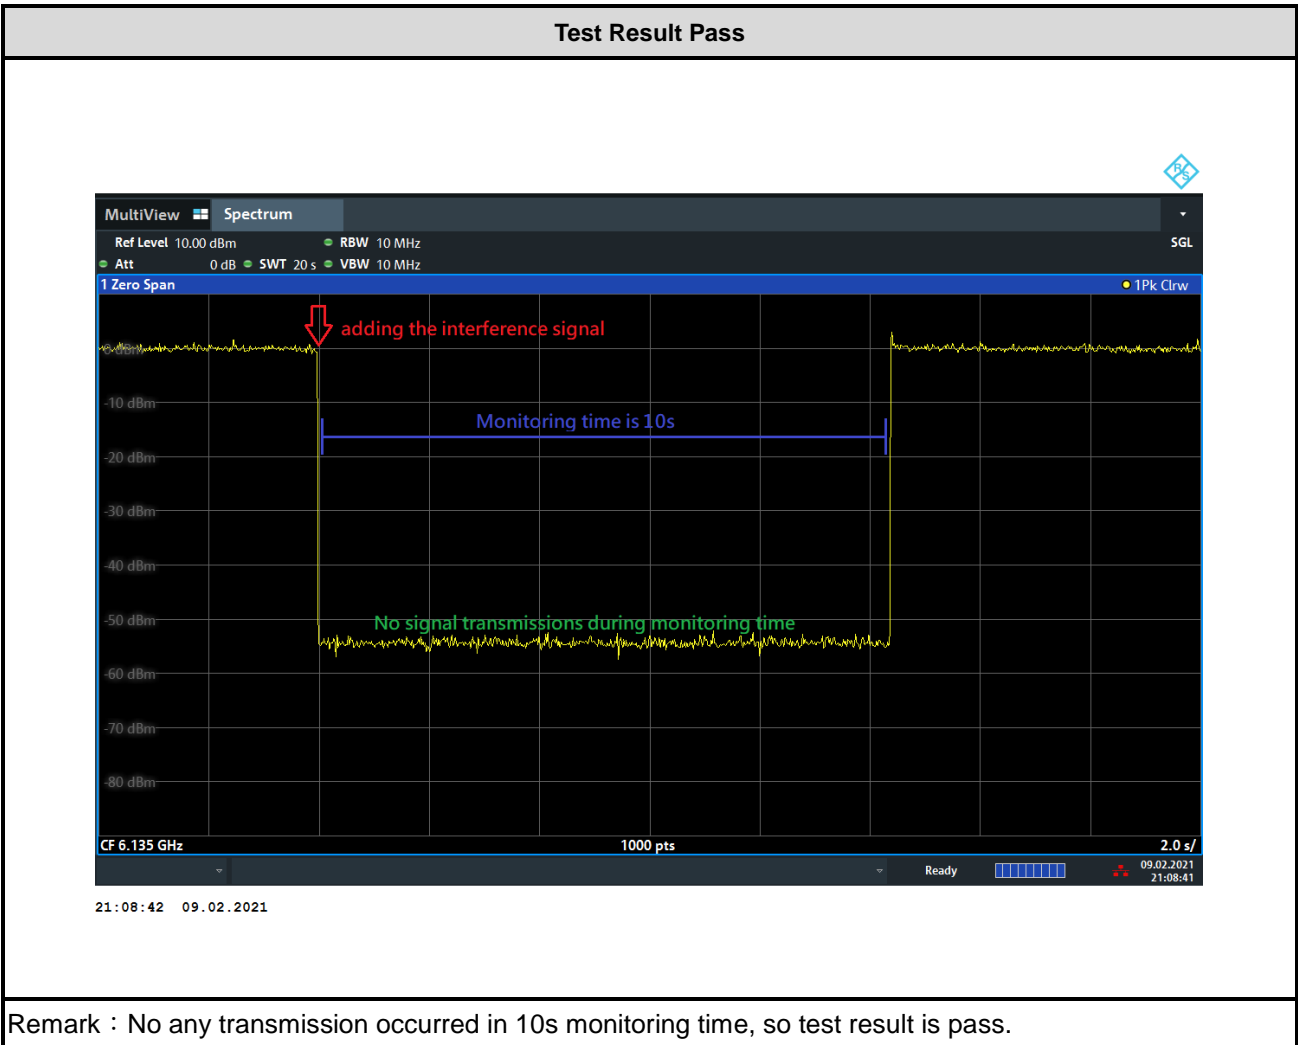 Test Result Pass
R
S
MultiView Spectrum
Ref Level 10.00 dBm RBW 10 MHz SGL
Att 0 dB SWT 20 s VBW 10 MHz
1 Zero Span 1Pk Clrw
adding the interference signal
0 dBm
-10 dBm
Monitoring time is 10s
-20 dBm
-30 dBm
-40 dBm
-50 dBm
No signal transmissions during monitoring time
-60 dBm
-70 dBm
-80 dBm
CF 6.135 GHz 1000 pts 2.0 s/
Ready 09.02.2021
21:08:41
21:08:42 09.02.2021
Remark：No any transmission occurred in 10s monitoring time, so test result is pass.